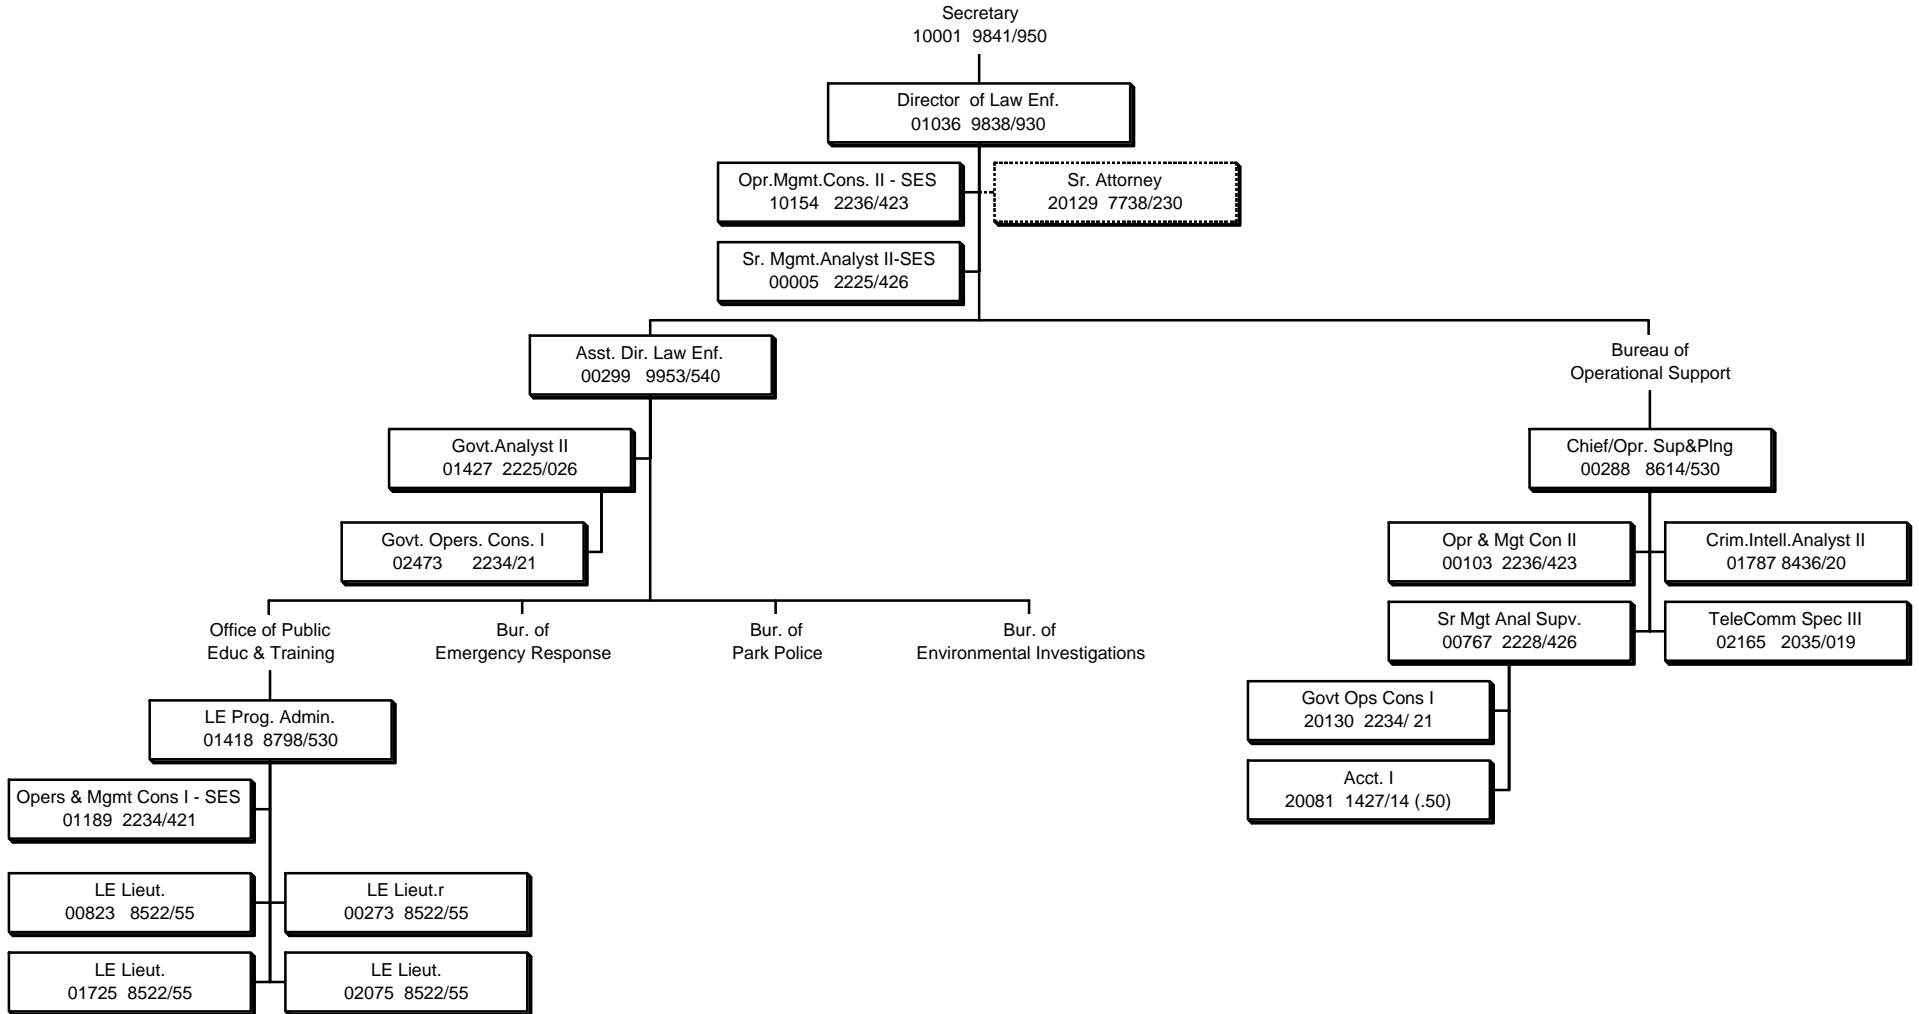 Secretary
10001 9841/950
Director of Law Enf.
01036 9838/930
Opr.Mgmt.Cons. II - SES
10154 2236/423
Sr. Attorney
20129 7738/230
Sr. Mgmt.Analyst II-SES
00005 2225/426
Asst. Dir. Law Enf.
00299 9953/540
Bureau of
Operational Support
Govt.Analyst II
01427 2225/026
Chief/Opr. Sup&Plng
00288 8614/530
Govt. Opers. Cons. I
02473 2234/21
Opr & Mgt Con II
00103 2236/423
Crim.Intell.Analyst II
01787 8436/20
Office of Public
Educ & Training
Bur. of
Emergency Response
Bur. of
Park Police
Bur. of
Environmental Investigations
Sr Mgt Anal Supv.
00767 2228/426
TeleComm Spec III
02165 2035/019
LE Prog. Admin.
01418 8798/530
Govt Ops Cons I
20130 2234/ 21
Opers & Mgmt Cons I - SES
01189 2234/421
Acct. I
20081 1427/14 (.50)
LE Lieut.
00823 8522/55
LE Lieut.r
00273 8522/55
LE Lieut.
01725 8522/55
LE Lieut.
02075 8522/55